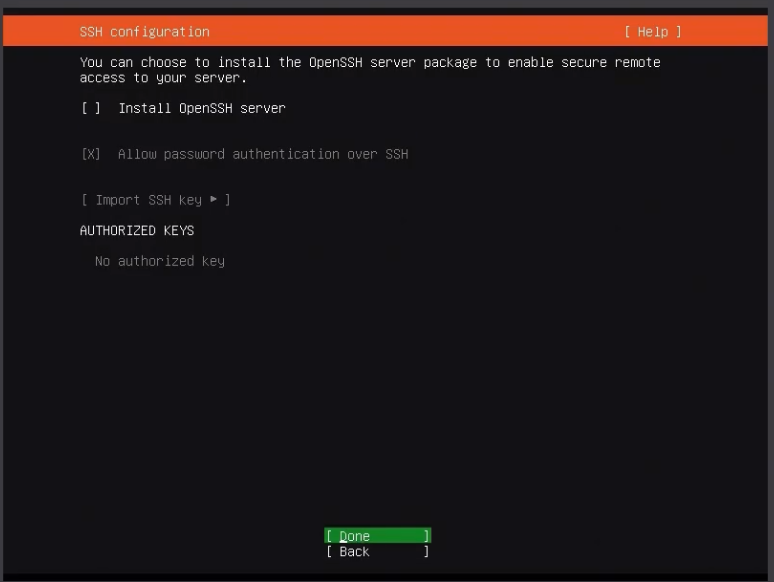 SSH configuration [ Help ]
You can choose to install the OpenSSH server package to enable secure remote
access to your server.
[ ] Install OpenSSH server
[X] Allow password authentication over SSH
[ Import SSH key ▸ ]
AUTHORIZED KEYS
No authorized key
[ Done ]
[ Back ]